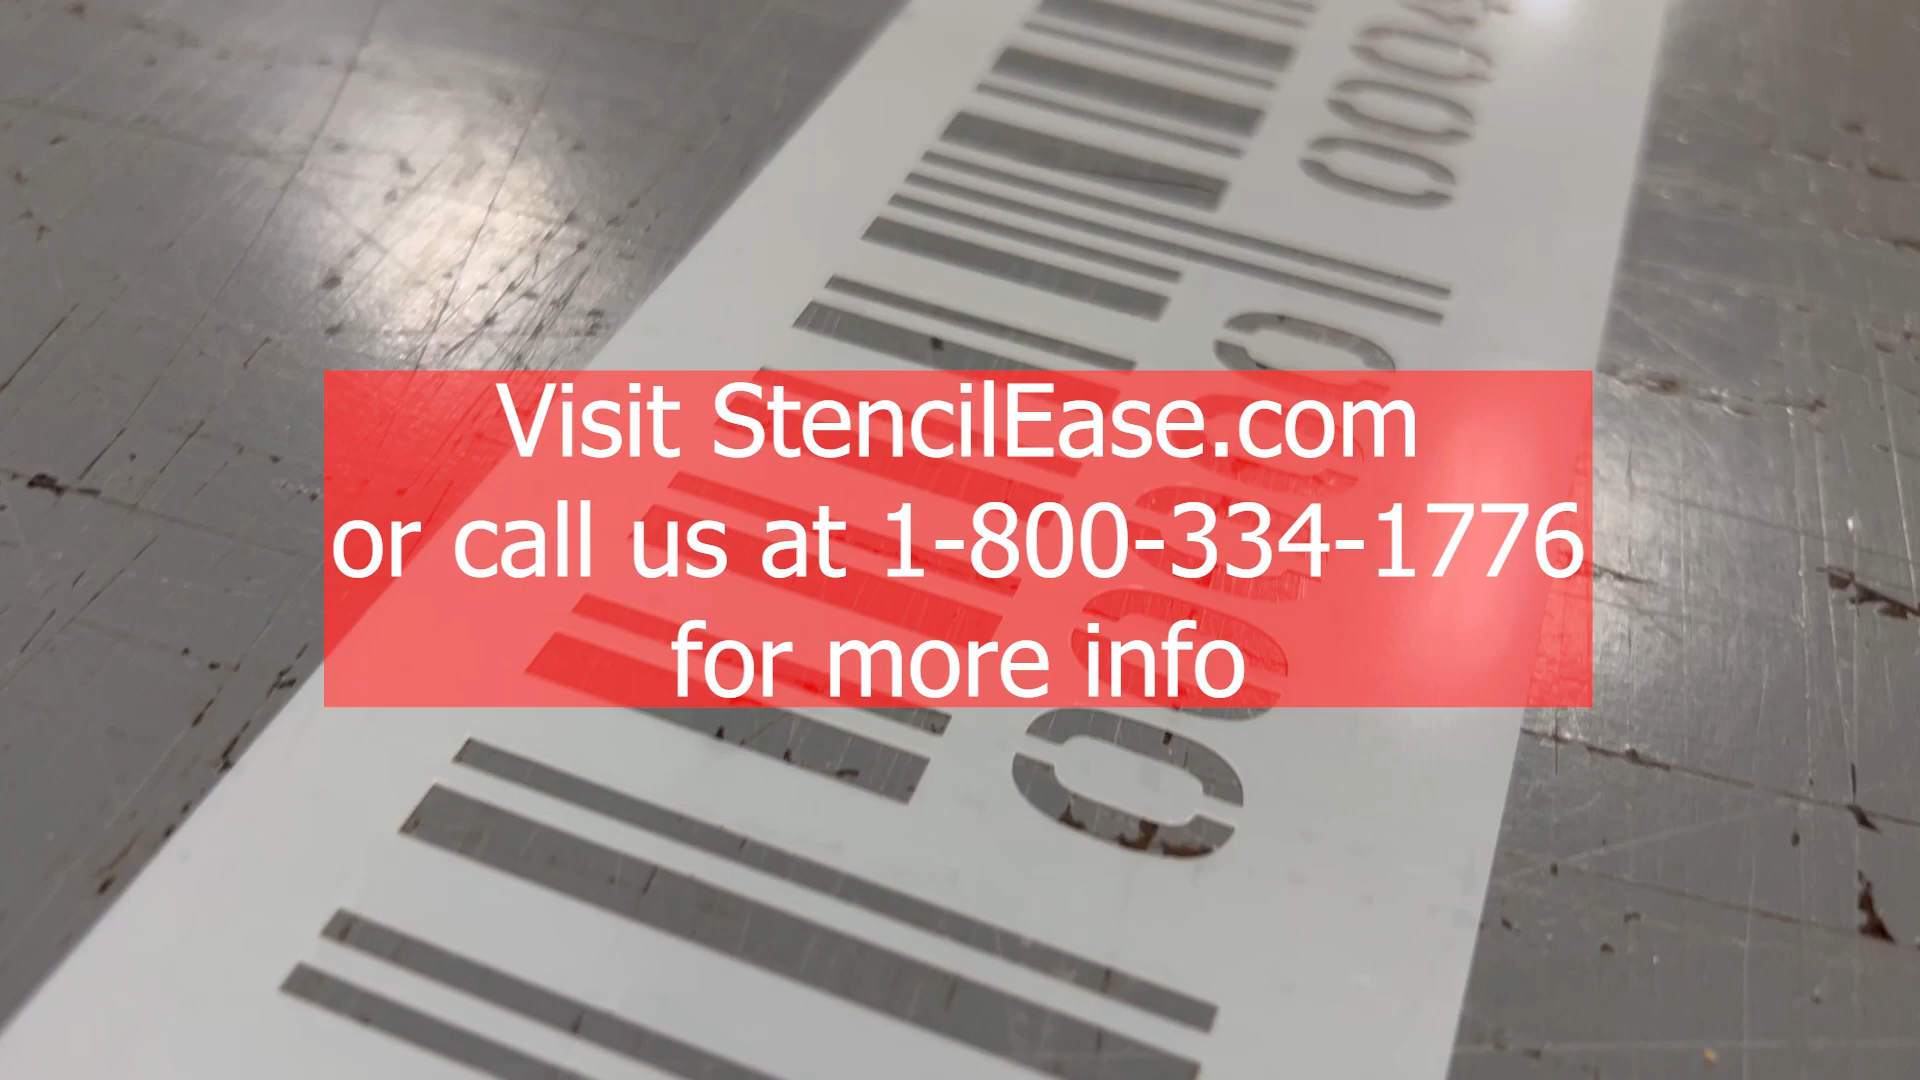 Visit StencilEase.com
or call us at 1-800-334-1776
for more info